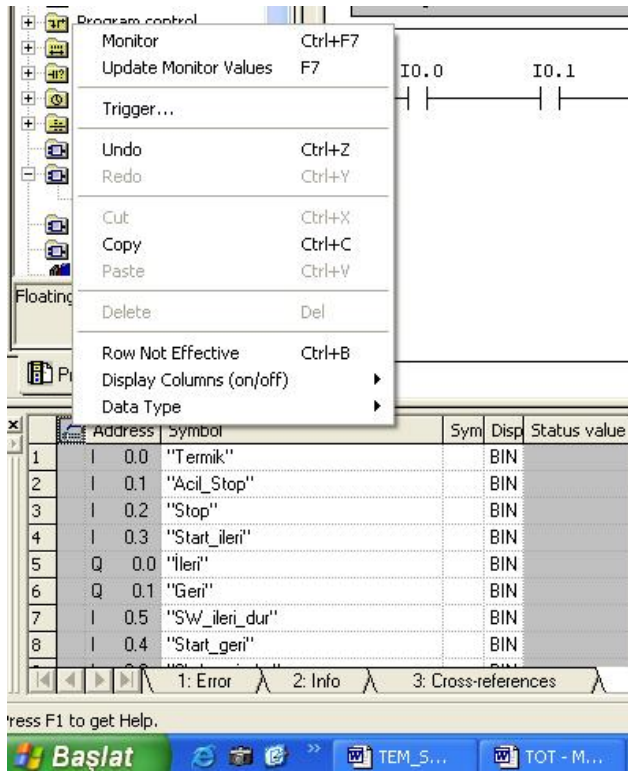 Program control
Monitor Ctrl+F7
Update Monitor Values F7
I0.0 I0.1
Trigger...
Undo Ctrl+Z
Redo Ctrl+Y
Cut Ctrl+X
Copy Ctrl+C
Paste Ctrl+V
Floating
Delete Del
Row Not Effective Ctrl+B
Display Columns (on/off)
Data Type
Address Symbol Sym Disp Status value
1 I 0.0 "Termik" BIN
2 I 0.1 "Acil_Stop" BIN
3 I 0.2 "Stop" BIN
4 I 0.3 "Start_ileri" BIN
5 Q 0.0 "İleri" BIN
6 Q 0.1 "Geri" BIN
7 I 0.5 "SW_ileri_dur" BIN
8 I 0.4 "Start_geri" BIN
1: Error 2: Info 3: Cross-references
Press F1 to get Help.
Başlat TEM_S... TOT - M...